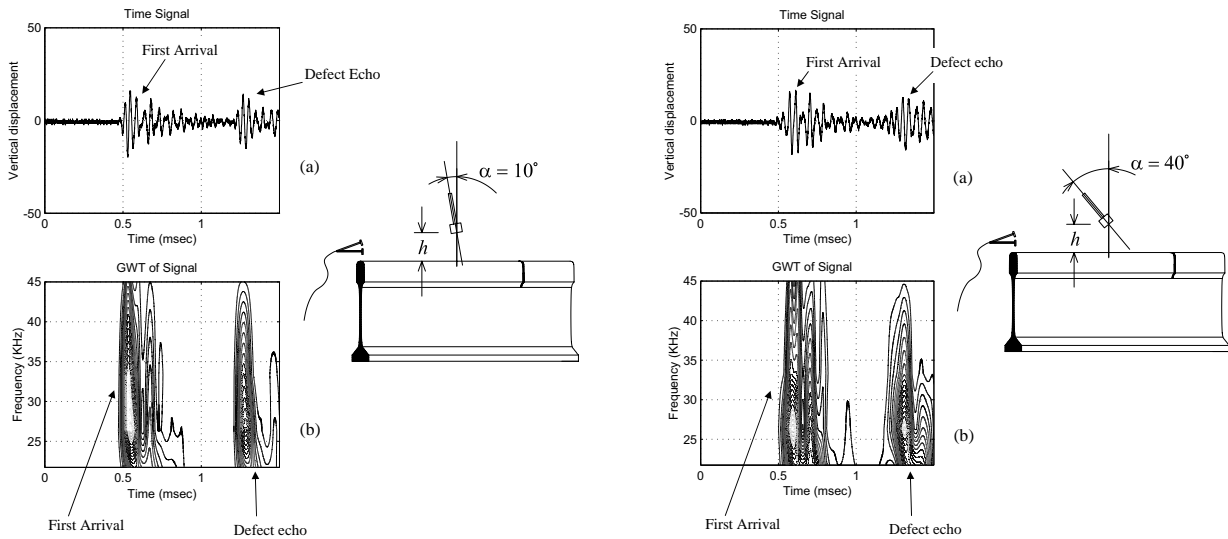 Time Signal
50
0
-50
Vertical displacement
First Arrival
Defect Echo
0
0.5
1
Time (msec)
(a)
α = 10°
h
GWT of Signal
45
40
35
30
25
Frequency (KHz)
0
0.5
1
Time (msec)
(b)
First Arrival
Defect echo
Time Signal
50
0
-50
Vertical displacement
First Arrival
Defect echo
0
0.5
1
Time (msec)
(a)
α = 40°
h
GWT of Signal
45
40
35
30
25
Frequency (KHz)
0
0.5
1
Time (msec)
(b)
First Arrival
Defect echo